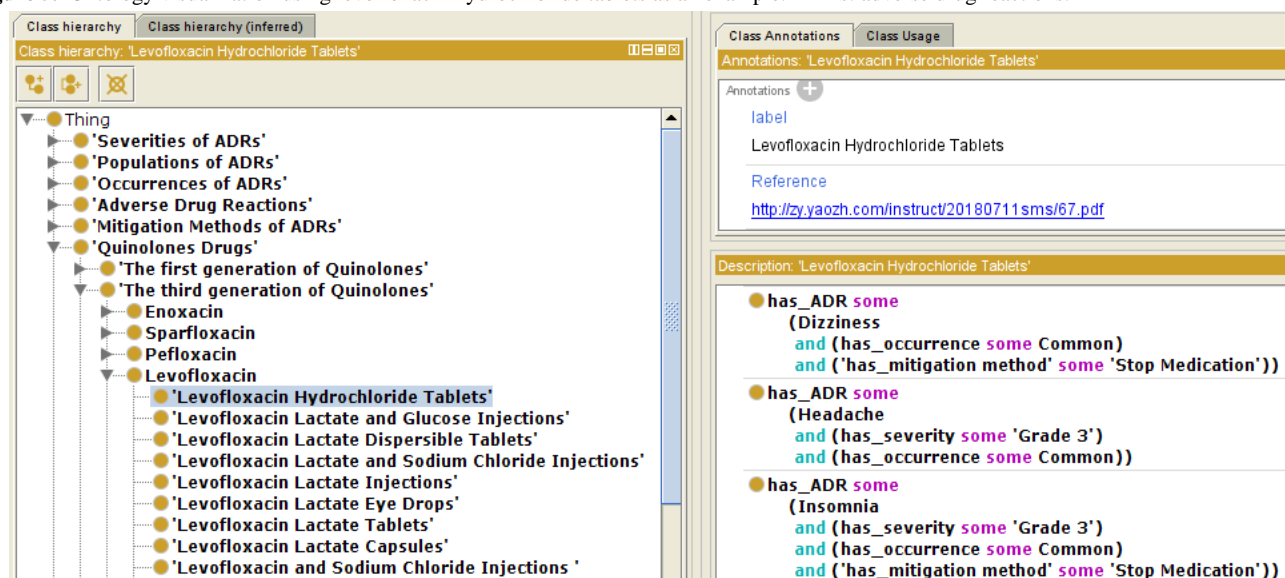 Class hierarchy
Class hierarchy (inferred)
Class hierarchy: 'Levofloxacin Hydrochloride Tablets'
Thing
'Severities of ADRs'
'Populations of ADRs'
'Occurrences of ADRs'
'Adverse Drug Reactions'
'Mitigation Methods of ADRs'
'Quinolones Drugs'
'The first generation of Quinolones'
'The third generation of Quinolones'
Enoxacin
Sparfloxacin
Pefloxacin
Levofloxacin
'Levofloxacin Hydrochloride Tablets'
'Levofloxacin Lactate and Glucose Injections'
'Levofloxacin Lactate Dispersible Tablets'
'Levofloxacin Lactate and Sodium Chloride Injections'
'Levofloxacin Lactate Injections'
'Levofloxacin Lactate Eye Drops'
'Levofloxacin Lactate Tablets'
'Levofloxacin Lactate Capsules'
'Levofloxacin and Sodium Chloride Injections '
Class Annotations
Class Usage
Annotations: 'Levofloxacin Hydrochloride Tablets'
Annotations
label
Levofloxacin Hydrochloride Tablets
Reference
http://zy.yaozh.com/instruct/20180711sms/67.pdf
Description: 'Levofloxacin Hydrochloride Tablets'
has_ADR some
(Dizziness
and (has_occurrence some Common)
and ('has_mitigation method' some 'Stop Medication'))
has_ADR some
(Headache
and (has_severity some 'Grade 3')
and (has_occurrence some Common))
has_ADR some
(Insomnia
and (has_severity some 'Grade 3')
and (has_occurrence some Common)
and ('has_mitigation method' some 'Stop Medication'))